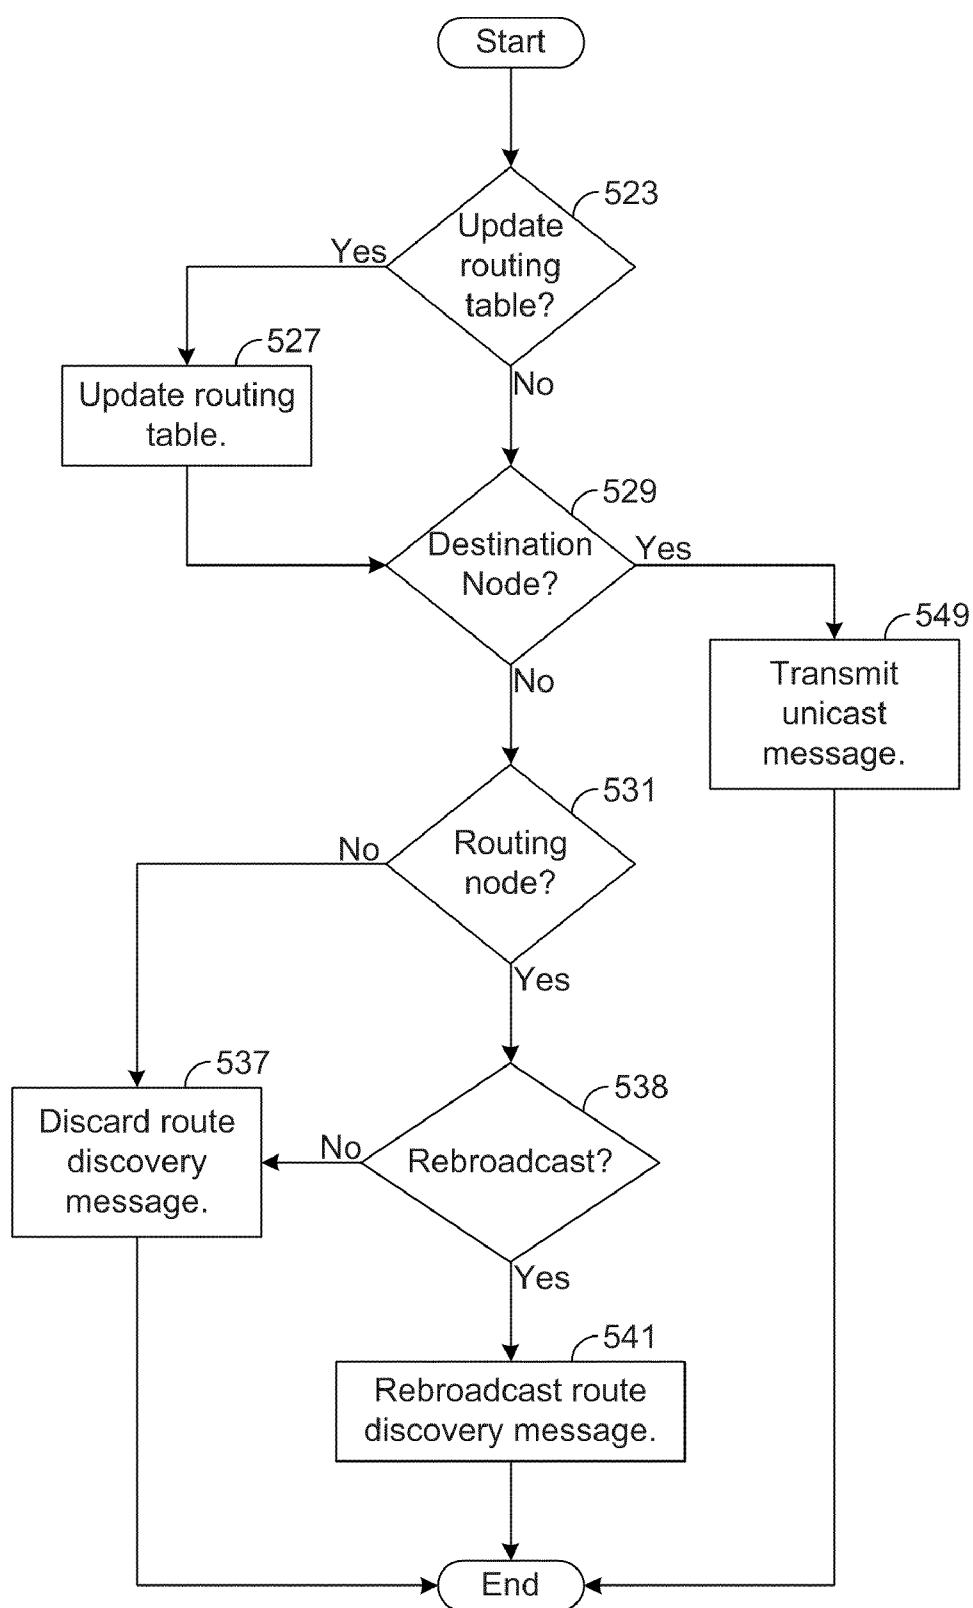 Start
523
Update
routing
table?
Yes
No
527
Update routing
table.
529
Destination
Node?
Yes
No
549
Transmit
unicast
message.
531
Routing
node?
No
Yes
537
Discard route
discovery
message.
538
Rebroadcast?
No
Yes
541
Rebroadcast route
discovery message.
End